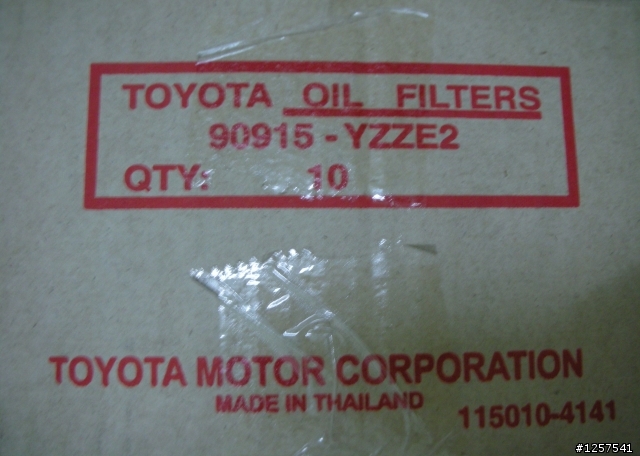 TOYOTA OIL FILTERS
90915-YZZE2
QTY: 10
TOYOTA MOTOR CORPORATION
MADE IN THAILAND
115010-4141
#1257541